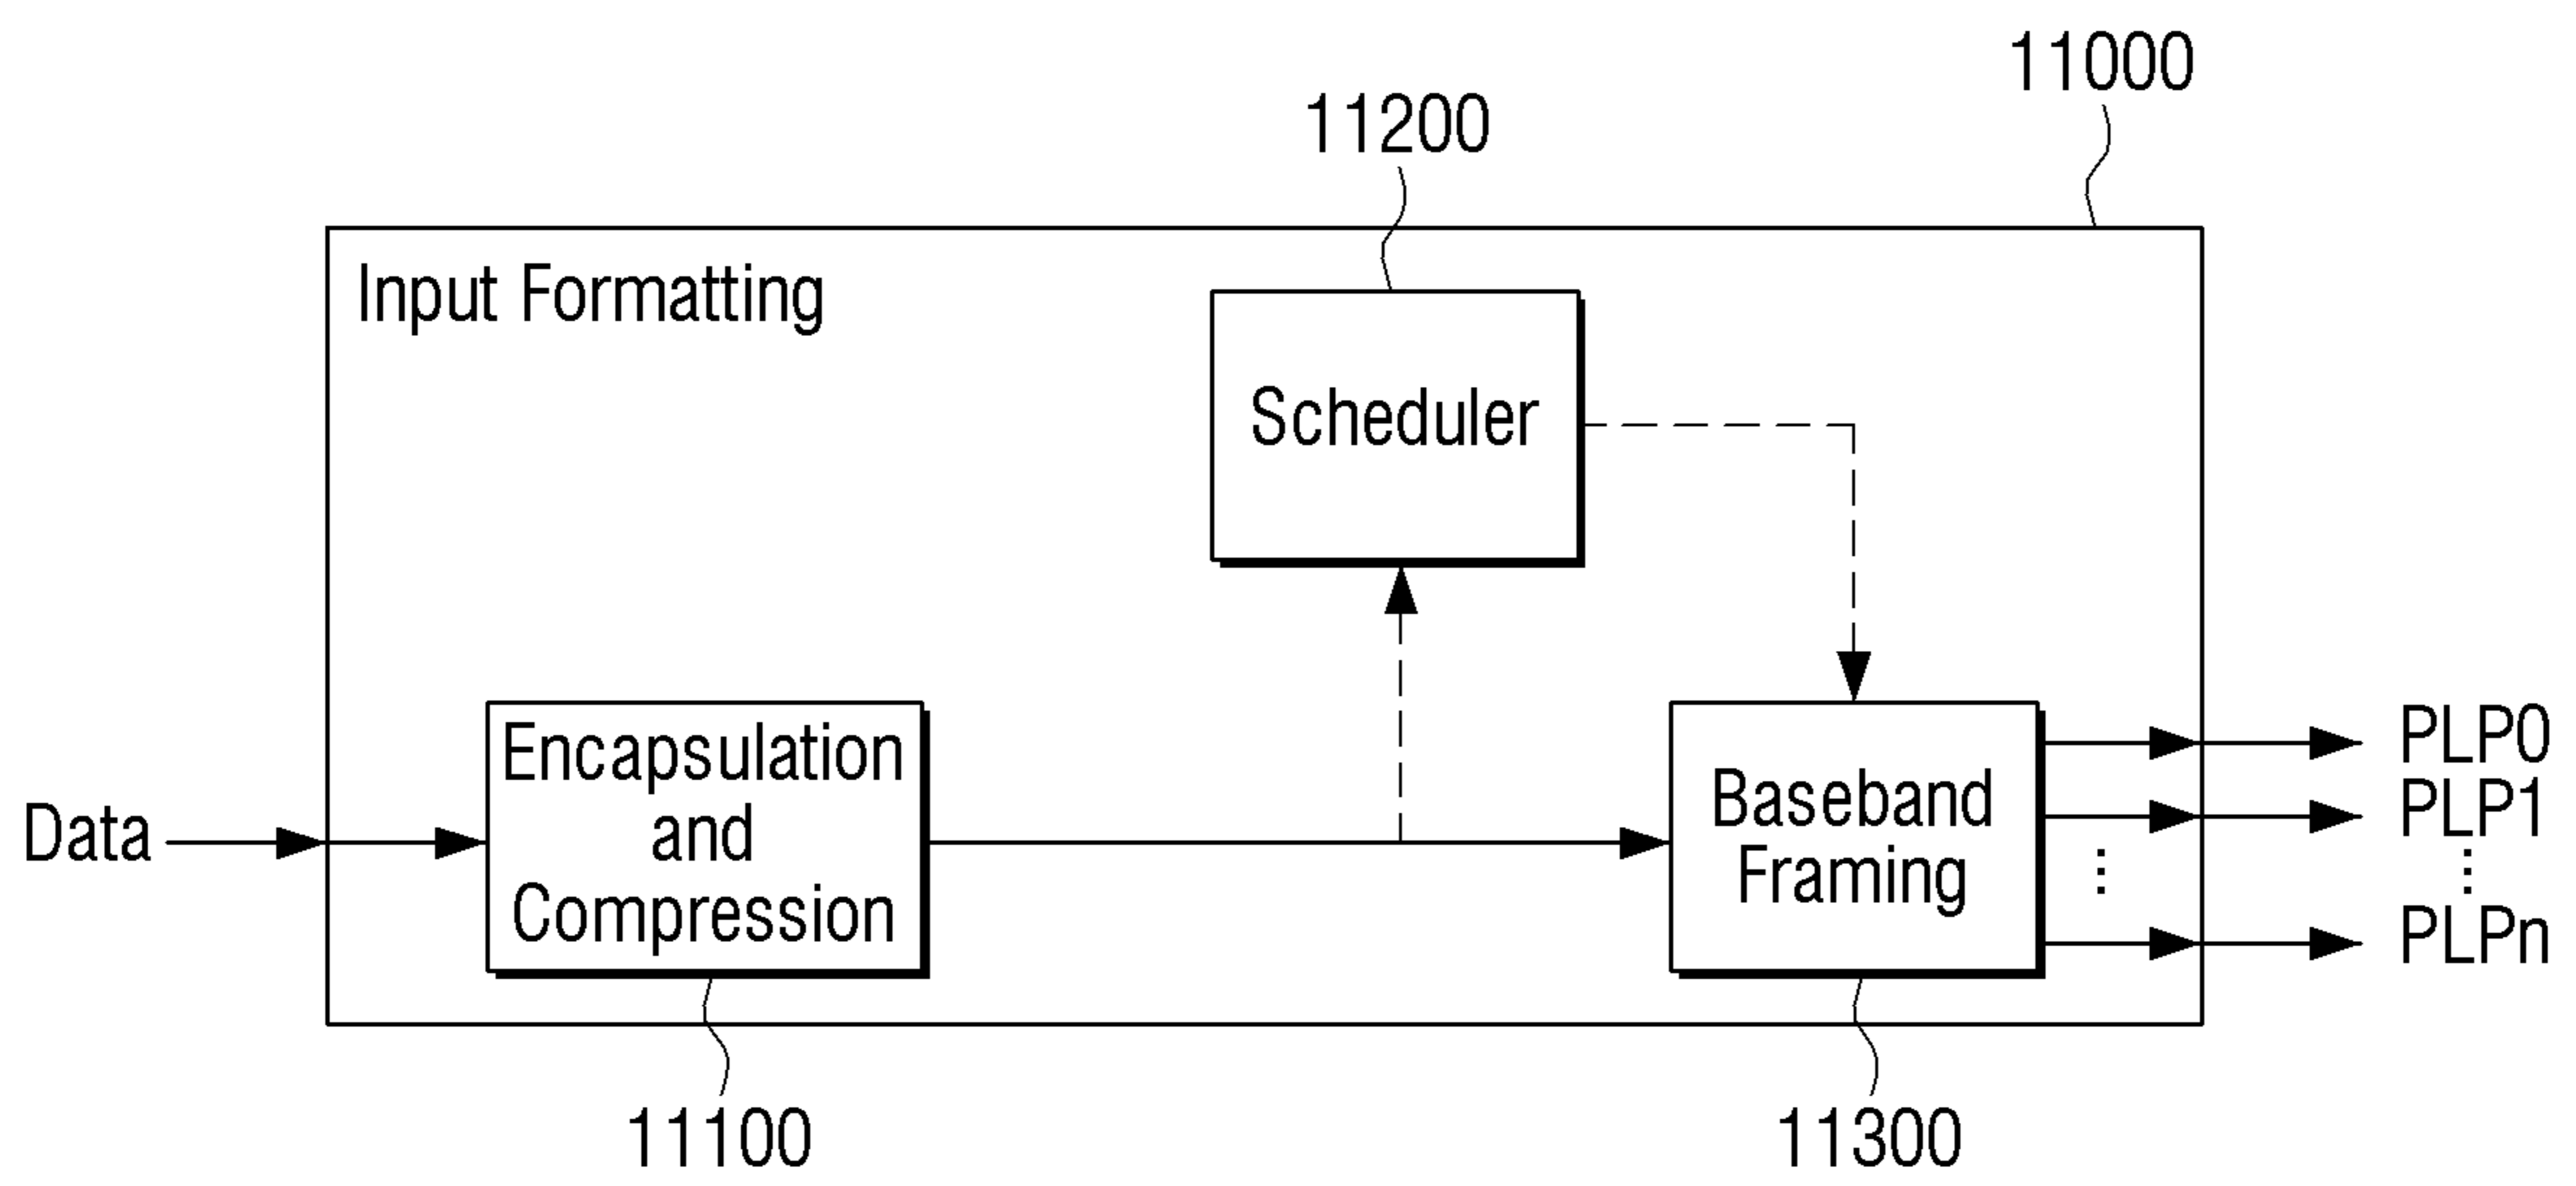 11000
11200
Input Formatting
Scheduler
Encapsulation
and
Compression
Data
Baseband
Framing
PLP0
PLP1
⋮
⋮
PLPn
11100
11300